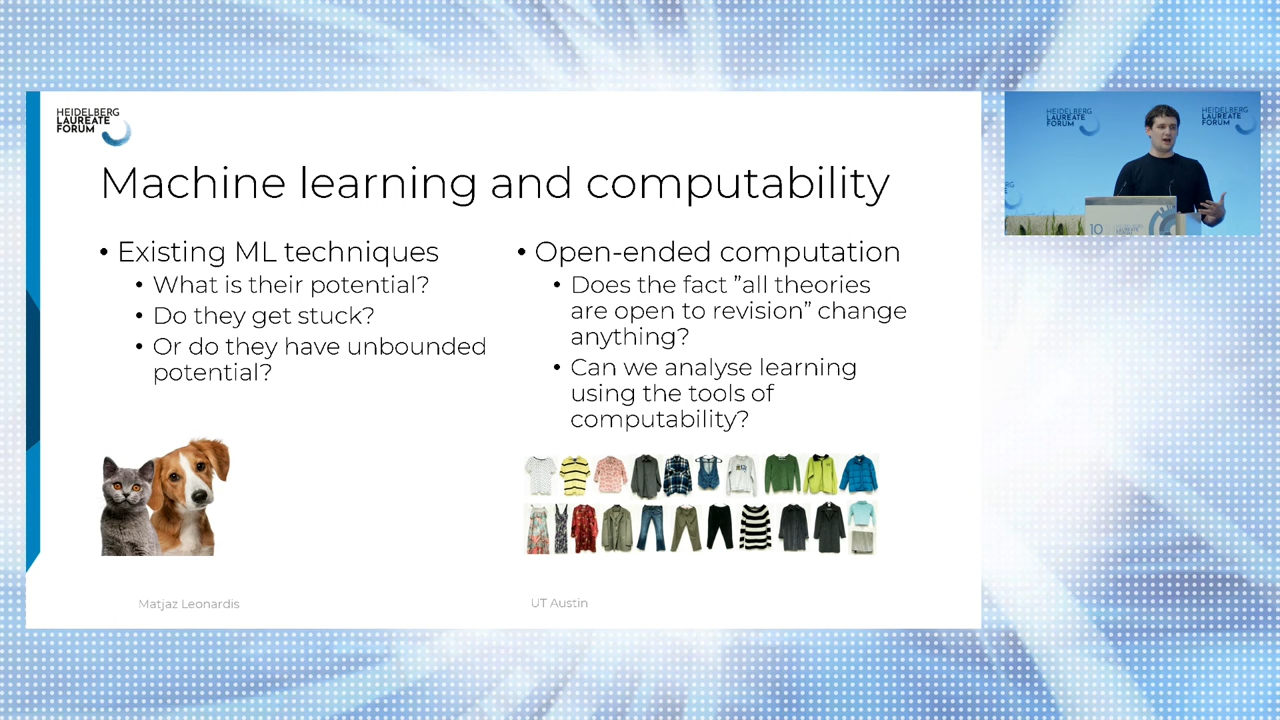 HEIDELBERG
LAUREATE
FORUM
Machine learning and computability
• Existing ML techniques
• What is their potential?
• Do they get stuck?
• Or do they have unbounded
potential?
• Open-ended computation
• Does the fact ”all theories
are open to revision” change
anything?
• Can we analyse learning
using the tools of
computability?
Matjaz Leonardis
UT Austin
HEIDELBERG
LAUREATE
FORUM
HEIDELBERG
LAUREATE
FORUM
10